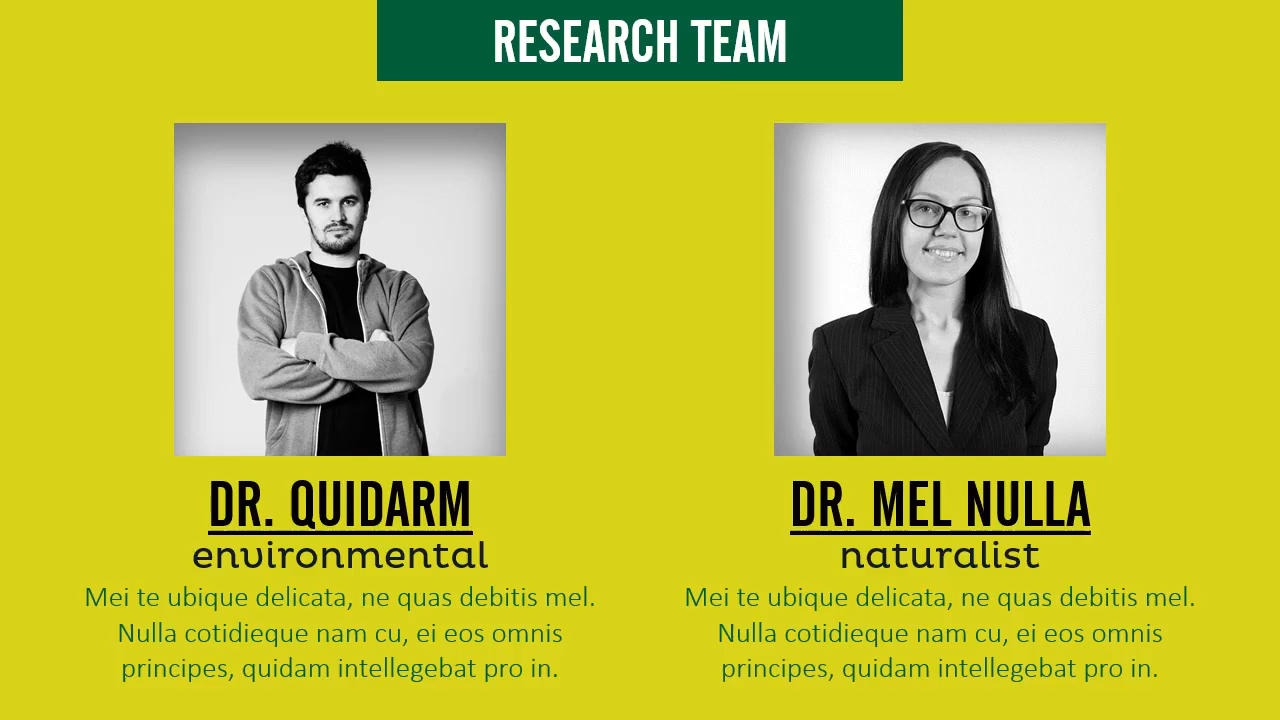 RESEARCH TEAM
DR. QUIDARM
environmental
Mei te ubique delicata, ne quas debitis mel.
Nulla cotidieque nam cu, ei eos omnis
principes, quidam intellegebat pro in.
DR. MEL NULLA
naturalist
Mei te ubique delicata, ne quas debitis mel.
Nulla cotidieque nam cu, ei eos omnis
principes, quidam intellegebat pro in.